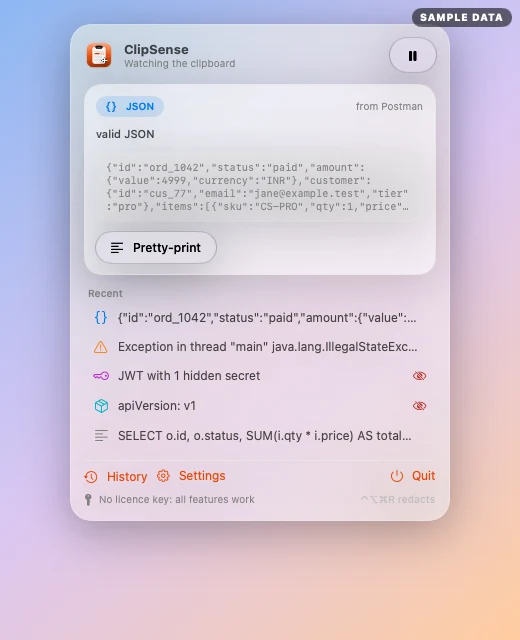 SAMPLE DATA
ClipSense
Watching the clipboard
{} JSON
from Postman
valid JSON
{"id":"ord_1042","status":"paid","amount":
{"value":4999,"currency":"INR"},"customer":
{"id":"cus_77","email":"jane@example.test","tier"
:"pro"},"items":[{"sku":"CS-PRO","qty":1,"price"…
Pretty-print
Recent
{} {"id":"ord_1042","status":"paid","amount":{"value":...
Exception in thread "main" java.lang.IllegalStateExc...
JWT with 1 hidden secret
apiVersion: v1
SELECT o.id, o.status, SUM(i.qty * i.price) AS total...
History
Settings
Quit
No licence key: all features work
^⌥⌘R redacts